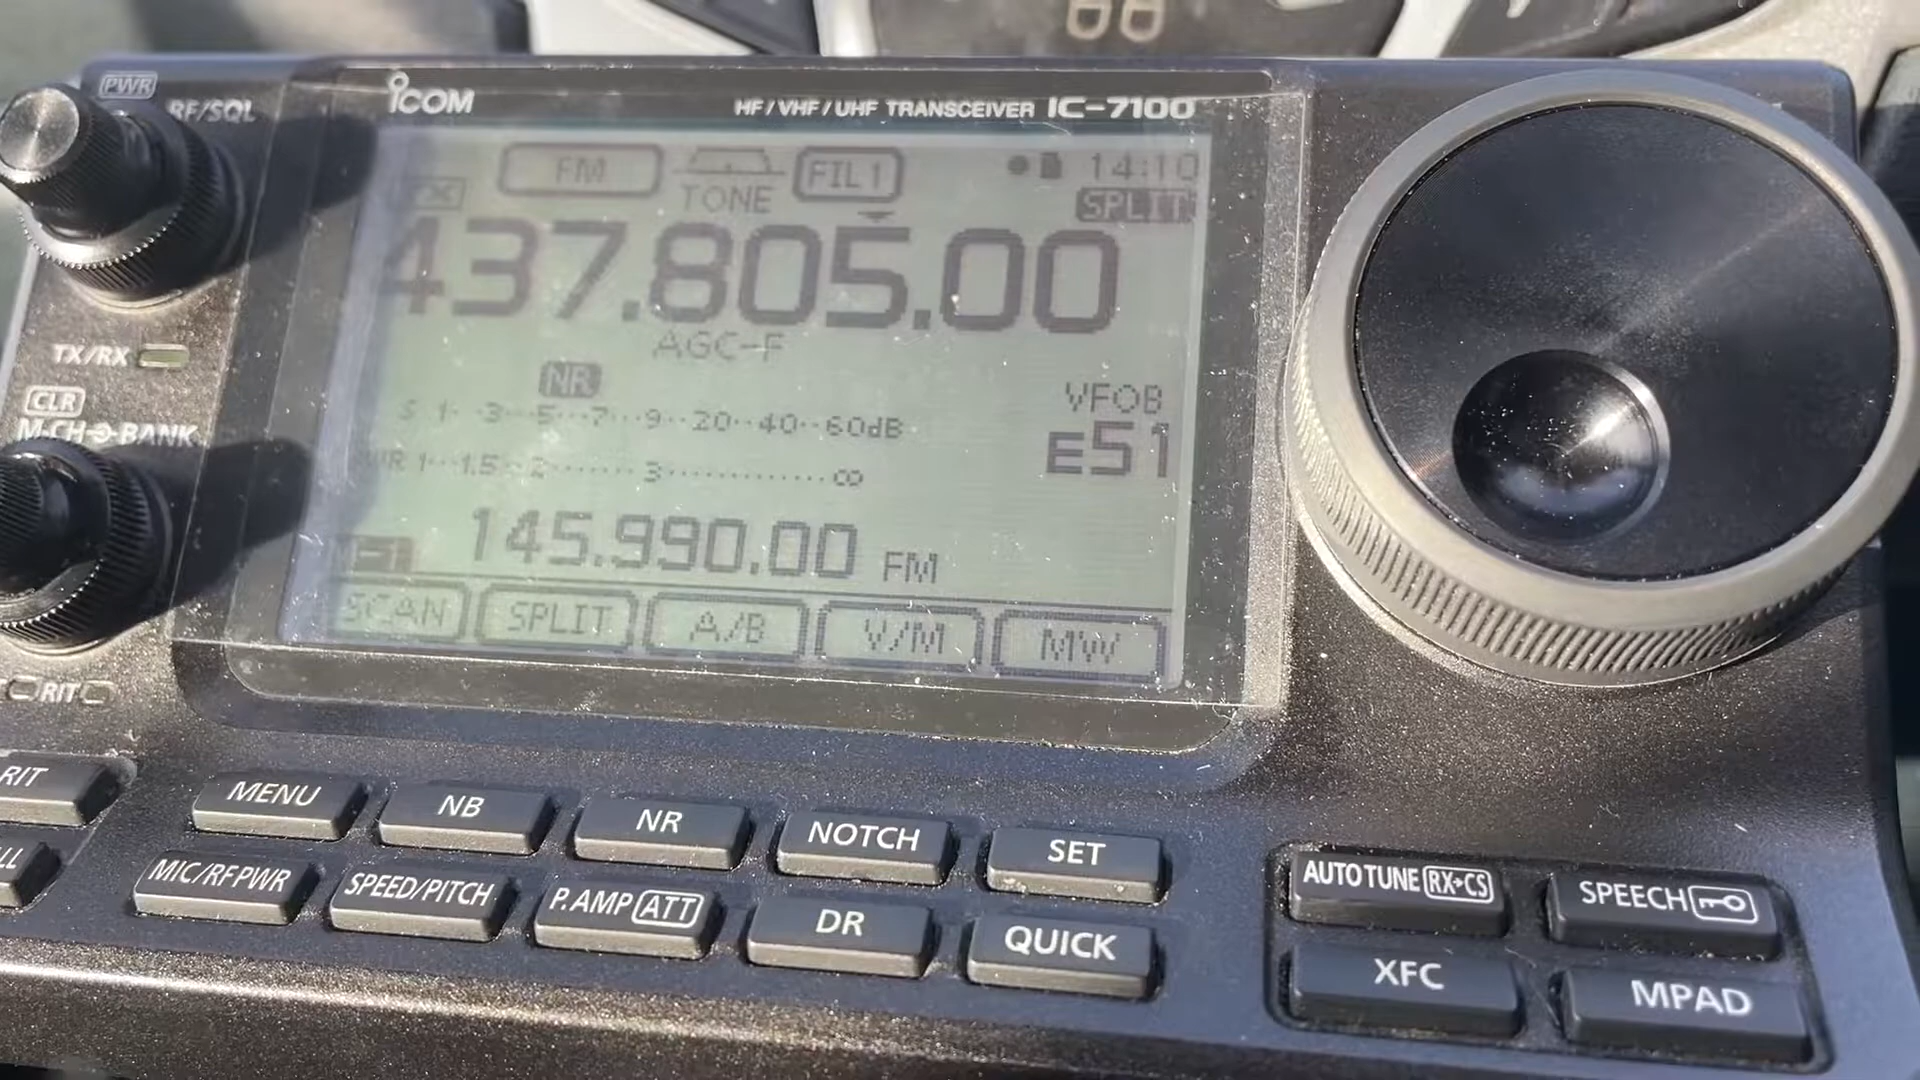 PWR
RF/SQL
ICOM
HF/VHF/UHF TRANSCEIVER IC-7100
FM TONE FIL1 14:10
SPLIT
437.805.00
AGC-F
NR
S 1 3 5 7 9 20 40 60dB
VFOB
E51
1 1.5 2 3 ∞
145.990.00 FM
SCAN SPLIT A/B V/M MW
TX/RX
CLR
M-CH BANK
RIT
RIT
MENU NB NR NOTCH SET
MIC/RF PWR SPEED/PITCH P.AMP ATT DR QUICK
AUTO TUNE RX→CS SPEECH
XFC MPAD